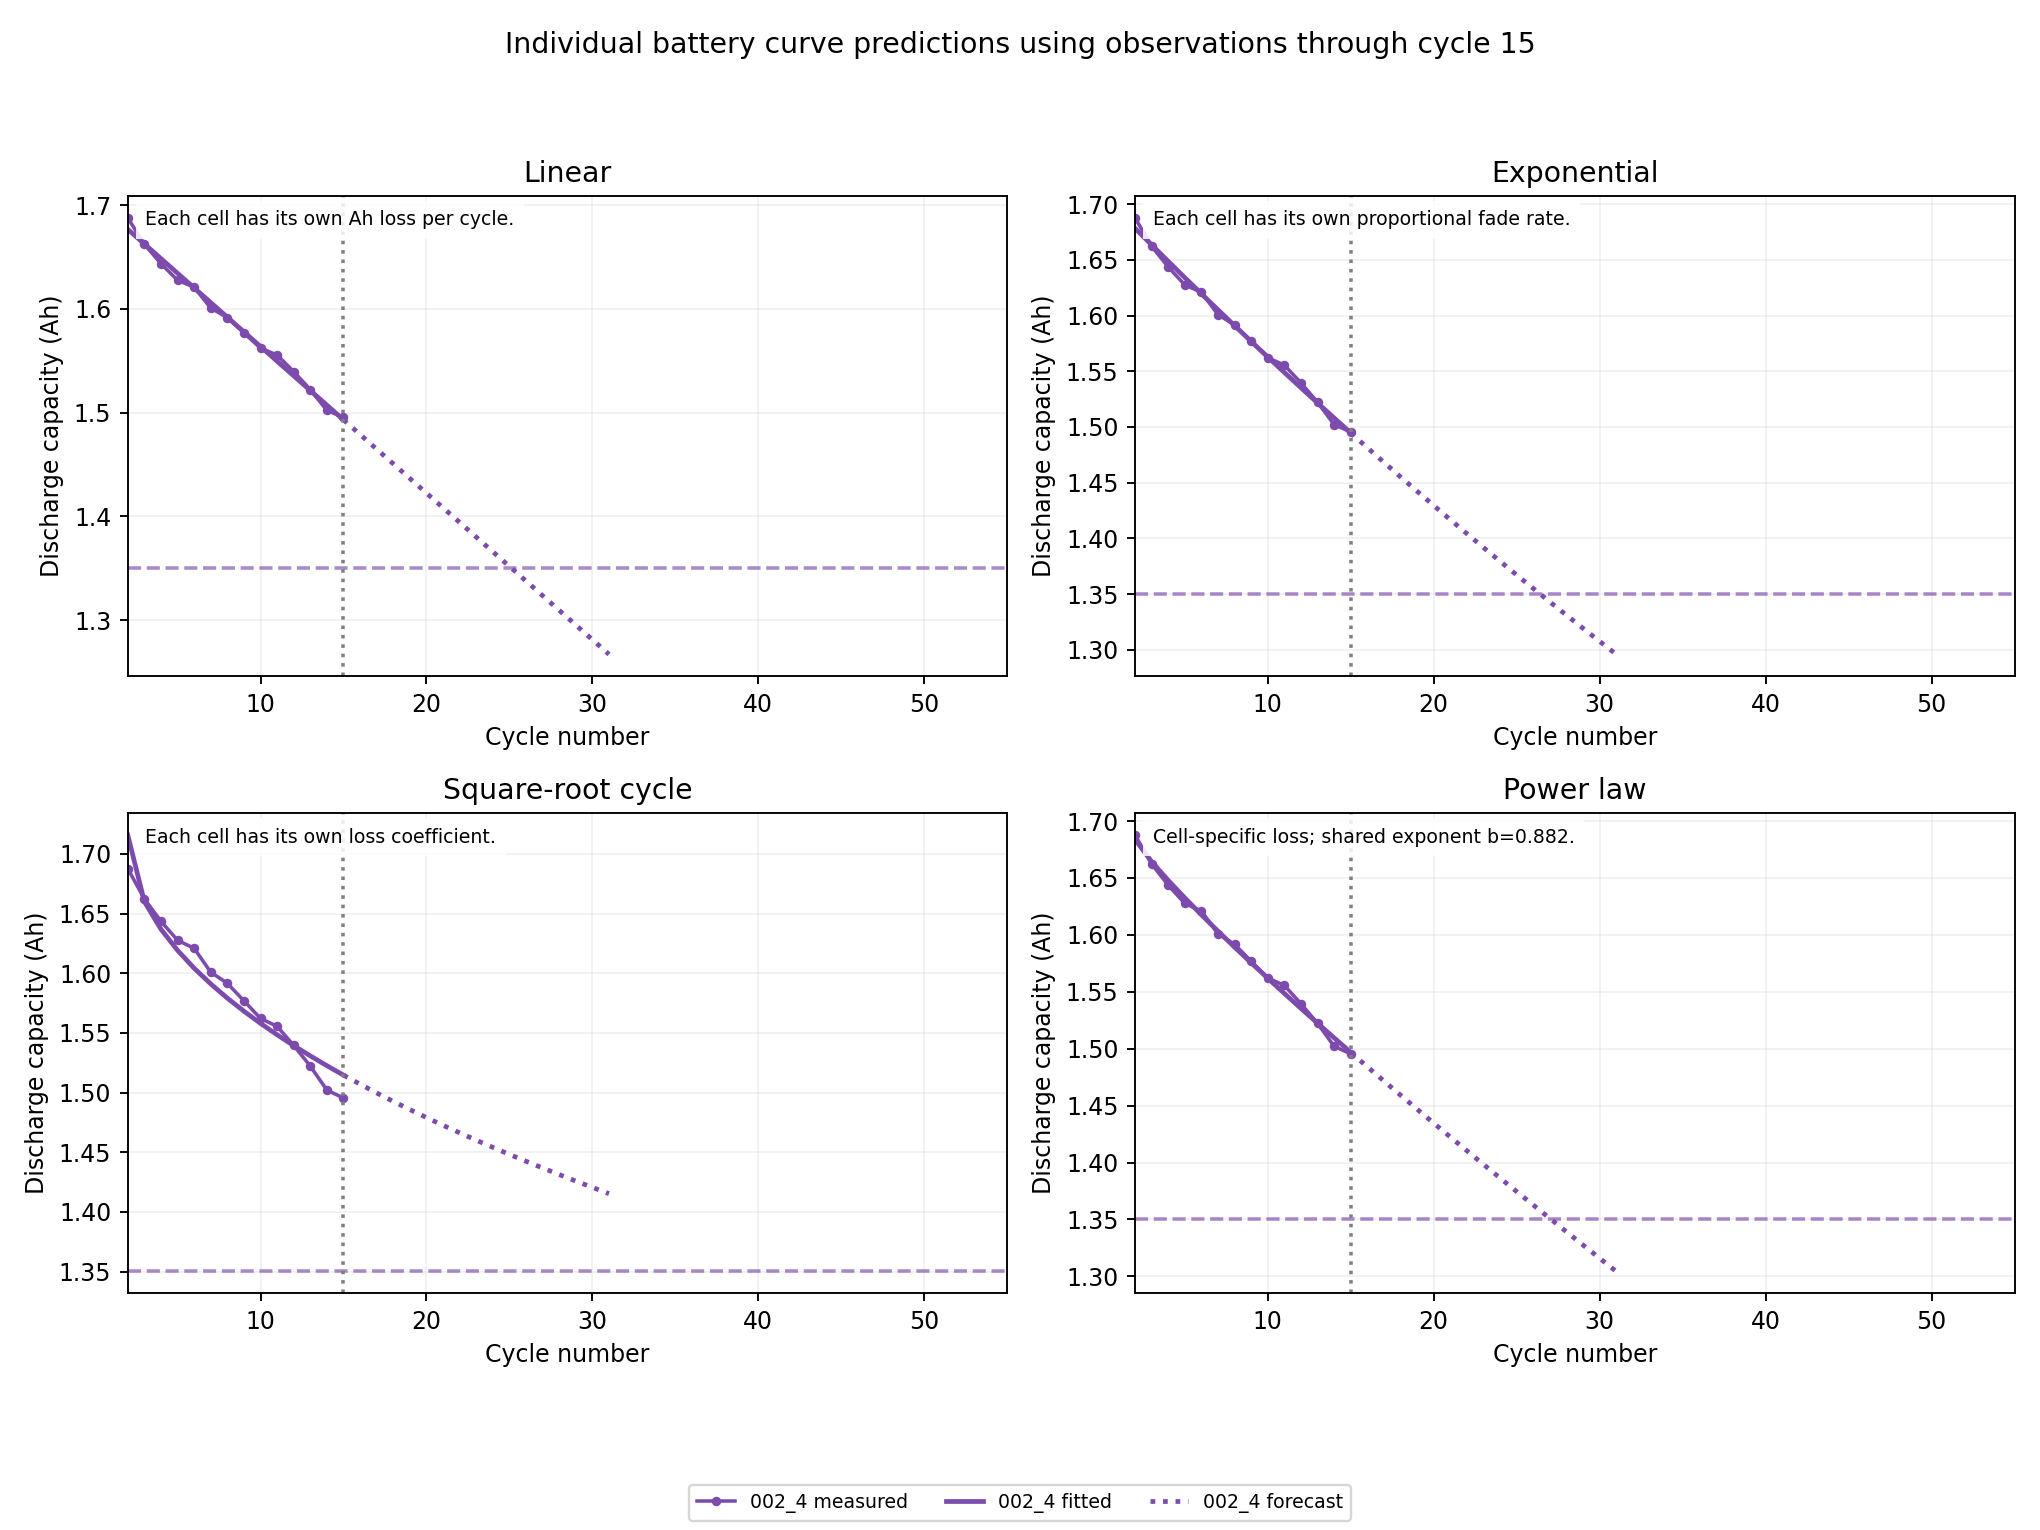 Individual battery curve predictions using observations through cycle 15
Linear
Each cell has its own Ah loss per cycle.
Discharge capacity (Ah)
1.7
1.6
1.5
1.4
1.3
10 20 30 40 50
Cycle number
Exponential
Each cell has its own proportional fade rate.
Discharge capacity (Ah)
1.70
1.65
1.60
1.55
1.50
1.45
1.40
1.35
1.30
10 20 30 40 50
Cycle number
Square-root cycle
Each cell has its own loss coefficient.
Discharge capacity (Ah)
1.70
1.65
1.60
1.55
1.50
1.45
1.40
1.35
10 20 30 40 50
Cycle number
Power law
Cell-specific loss; shared exponent b=0.882.
Discharge capacity (Ah)
1.70
1.65
1.60
1.55
1.50
1.45
1.40
1.35
1.30
10 20 30 40 50
Cycle number
002_4 measured 002_4 fitted 002_4 forecast